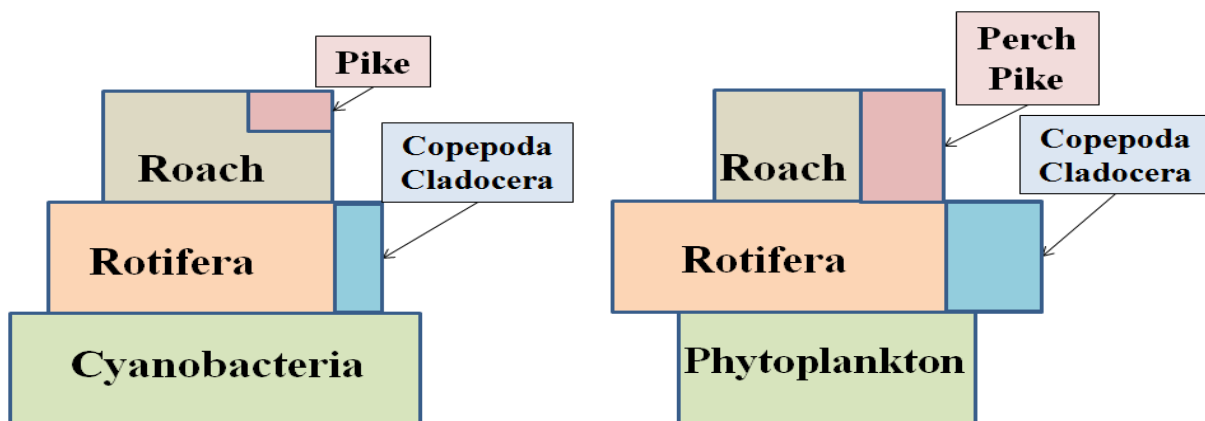 Pike
Copepoda
Cladocera
Roach
Rotifera
Cyanobacteria
Perch
Pike
Copepoda
Cladocera
Roach
Rotifera
Phytoplankton